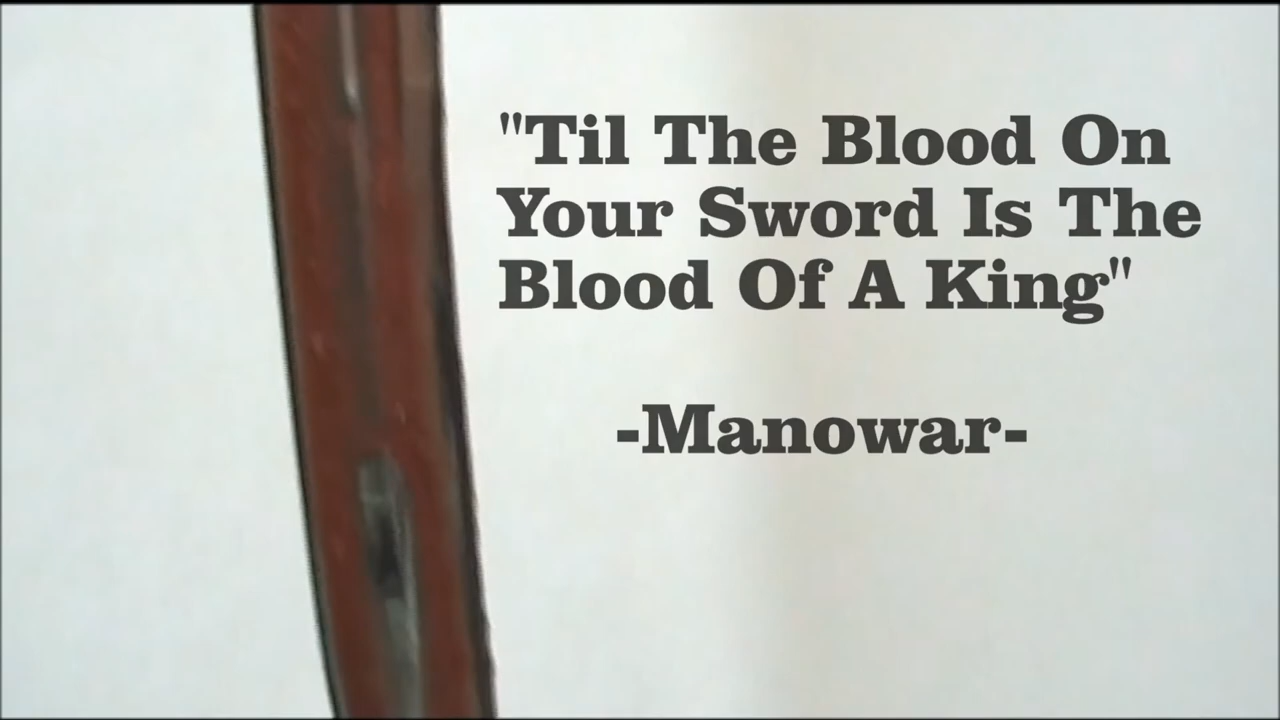 "Til The Blood On
Your Sword Is The
Blood Of A King"
-Manowar-